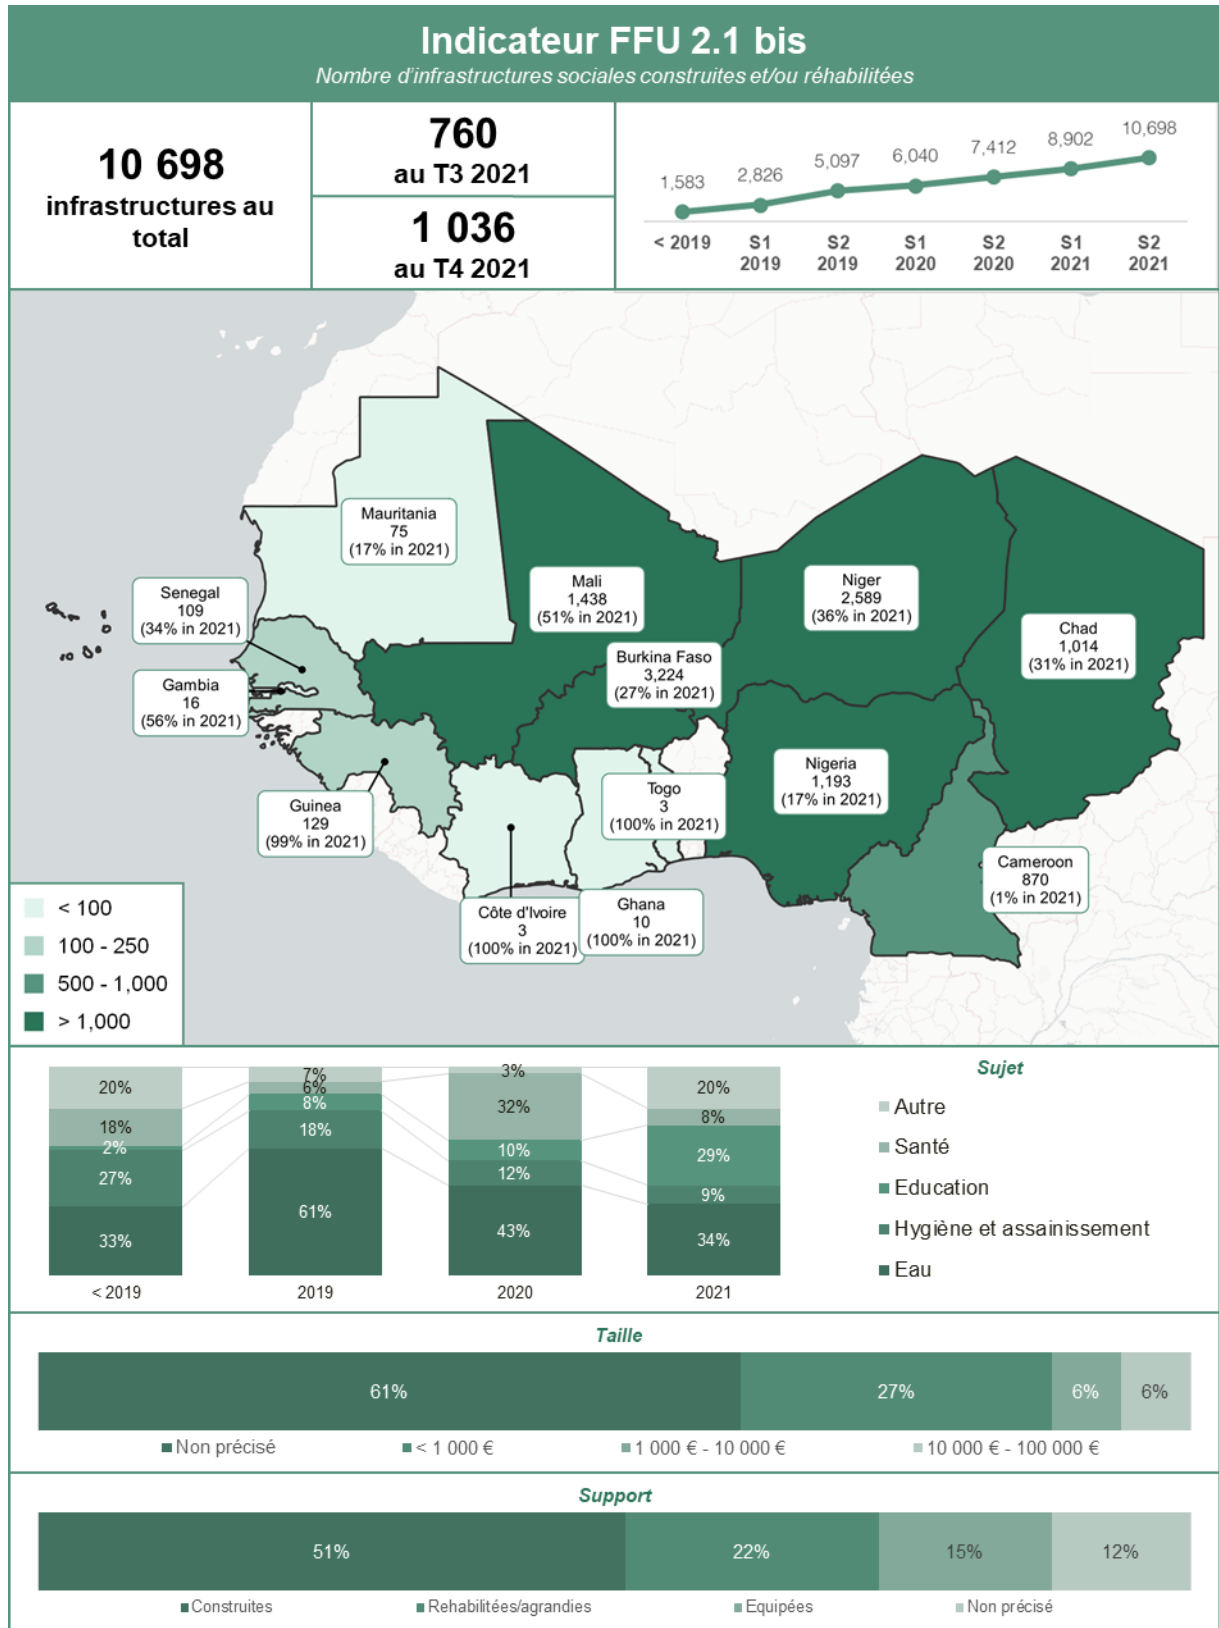 Indicateur FFU 2.1 bis
Nombre d'infrastructures sociales construites et/ou réhabilitées
10 698
infrastructures au
total
760
au T3 2021
1 036
au T4 2021
1,583
2,826
5,097
6,040
7,412
8,902
10,698
< 2019
S1
2019
S2
2019
S1
2020
S2
2020
S1
2021
S2
2021
Mauritania
75
(17% in 2021)
Senegal
109
(34% in 2021)
Gambia
16
(56% in 2021)
Guinea
129
(99% in 2021)
Mali
1,438
(51% in 2021)
Burkina Faso
3,224
(27% in 2021)
Niger
2,589
(36% in 2021)
Chad
1,014
(31% in 2021)
Nigeria
1,193
(17% in 2021)
Togo
3
(100% in 2021)
Cameroon
870
(1% in 2021)
Côte d'Ivoire
3
(100% in 2021)
Ghana
10
(100% in 2021)
< 100
100 - 250
500 - 1,000
> 1,000
20%
18%
2%
27%
33%
< 2019
7%
6%
8%
18%
61%
2019
3%
32%
10%
12%
43%
2020
20%
8%
29%
9%
34%
2021
Sujet
Autre
Santé
Education
Hygiène et assainissement
Eau
Taille
61% 27% 6% 6%
Non précisé < 1 000 € 1 000 € - 10 000 € 10 000 € - 100 000 €
Support
51% 22% 15% 12%
Construites Rehabilitées/agrandies Equipées Non précisé